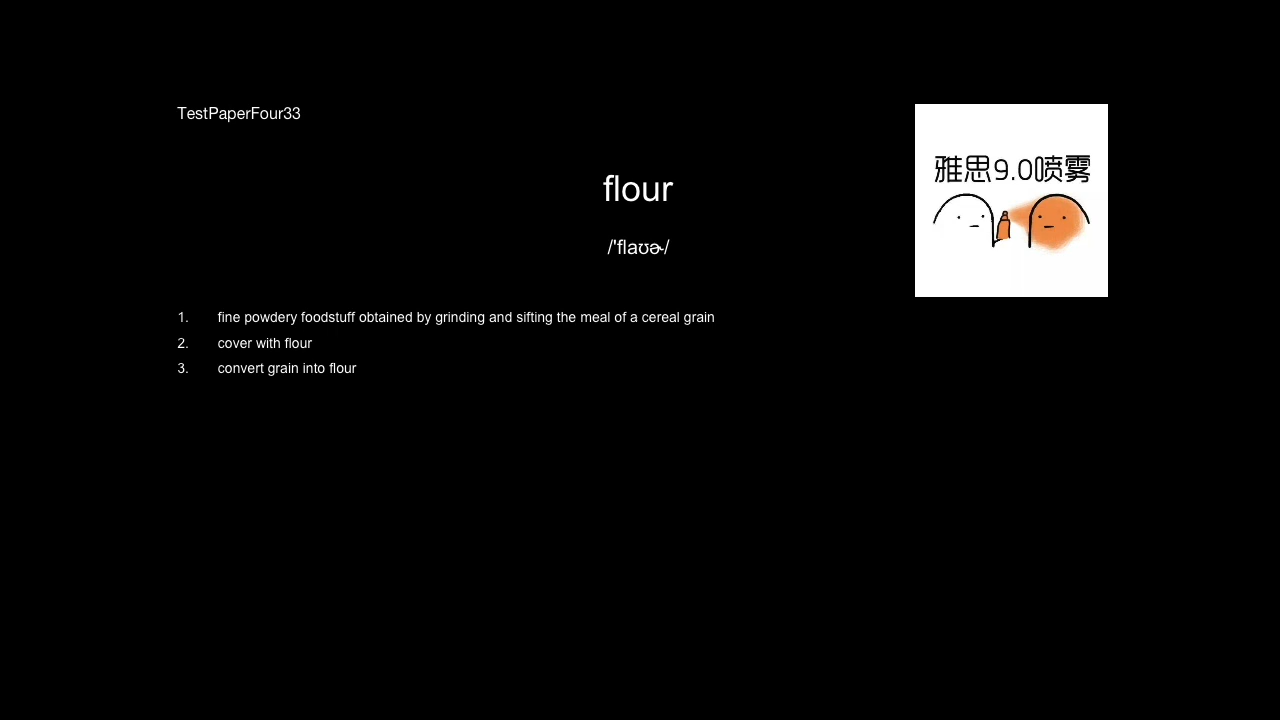 TestPaperFour33
flour
/ˈflaʊɚ/
雅思9.0喷雾
1. fine powdery foodstuff obtained by grinding and sifting the meal of a cereal grain
2. cover with flour
3. convert grain into flour